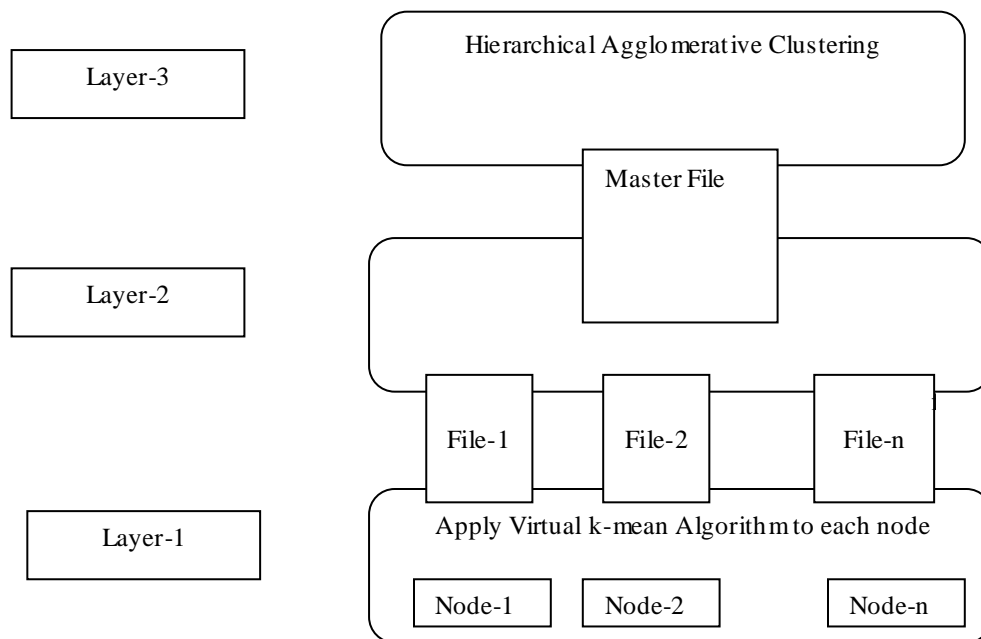 Hierarchical Agglomerative Clustering
Layer-3
Master File
Layer-2
File-1
File-2
File-n
Apply Virtual k-mean Algorithm to each node
Layer-1
Node-1
Node-2
Node-n